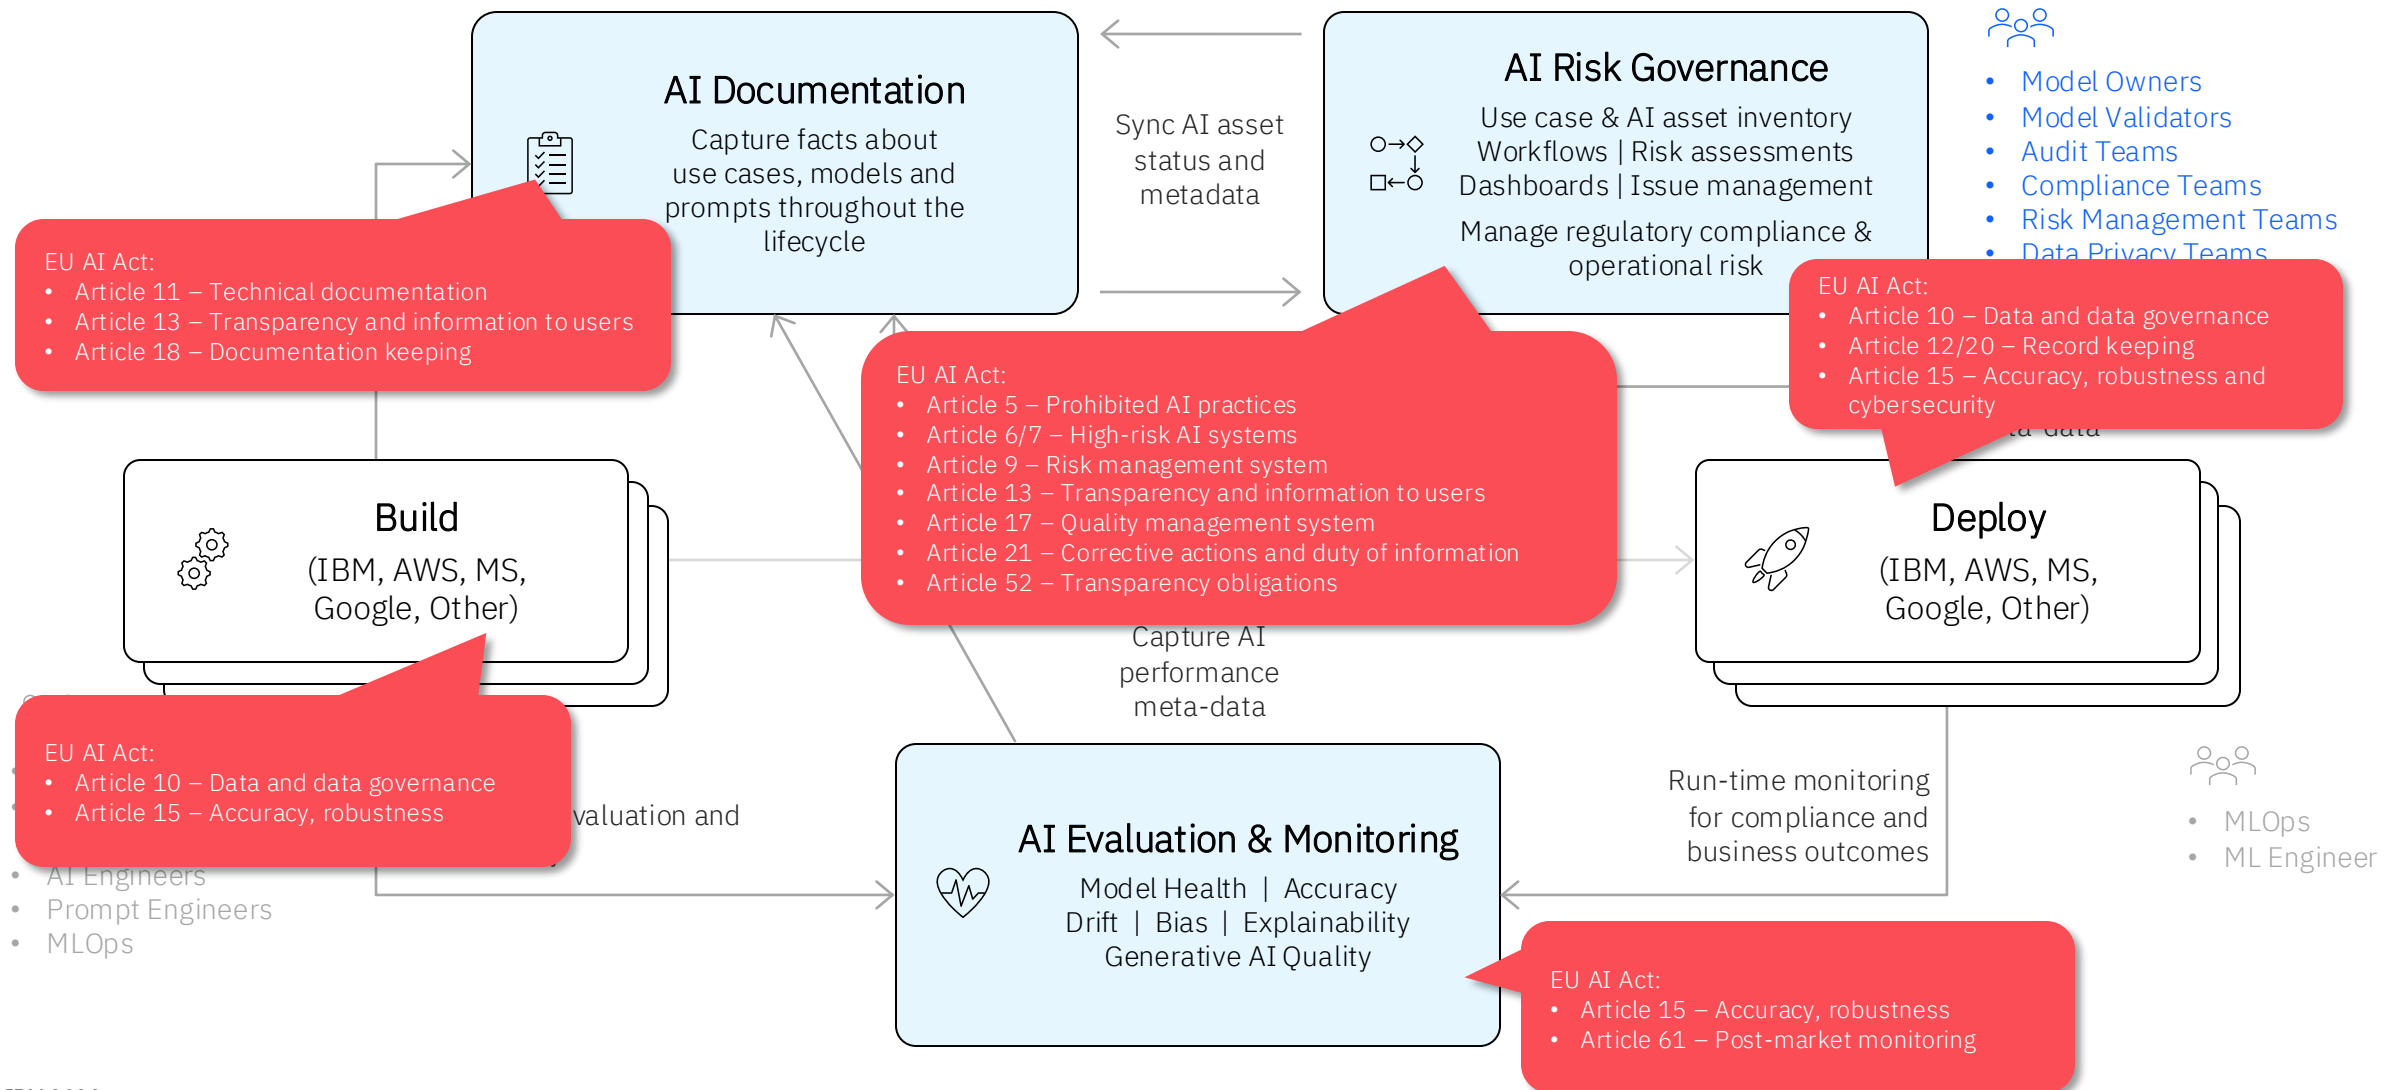 AI Documentation
Capture facts about
use cases, models and
prompts throughout the
lifecycle
Sync AI asset
status and
metadata
AI Risk Governance
Use case & AI asset inventory
Workflows | Risk assessments
Dashboards | Issue management
Manage regulatory compliance &
operational risk
• Model Owners
• Model Validators
• Audit Teams
• Compliance Teams
• Risk Management Teams
• Data Privacy Teams
EU AI Act:
• Article 11 – Technical documentation
• Article 13 – Transparency and information to users
• Article 18 – Documentation keeping
EU AI Act:
• Article 5 – Prohibited AI practices
• Article 6/7 – High-risk AI systems
• Article 9 – Risk management system
• Article 13 – Transparency and information to users
• Article 17 – Quality management system
• Article 21 – Corrective actions and duty of information
• Article 52 – Transparency obligations
EU AI Act:
• Article 10 – Data and data governance
• Article 12/20 – Record keeping
• Article 15 – Accuracy, robustness and
cybersecurity
Build
(IBM, AWS, MS,
Google, Other)
Deploy
(IBM, AWS, MS,
Google, Other)
Capture AI
performance
meta-data
EU AI Act:
• Article 10 – Data and data governance
• Article 15 – Accuracy, robustness
valuation and
• AI Engineers
• Prompt Engineers
• MLOps
AI Evaluation & Monitoring
Model Health | Accuracy
Drift | Bias | Explainability
Generative AI Quality
Run-time monitoring
for compliance and
business outcomes
• MLOps
• ML Engineer
EU AI Act:
• Article 15 – Accuracy, robustness
• Article 61 – Post-market monitoring